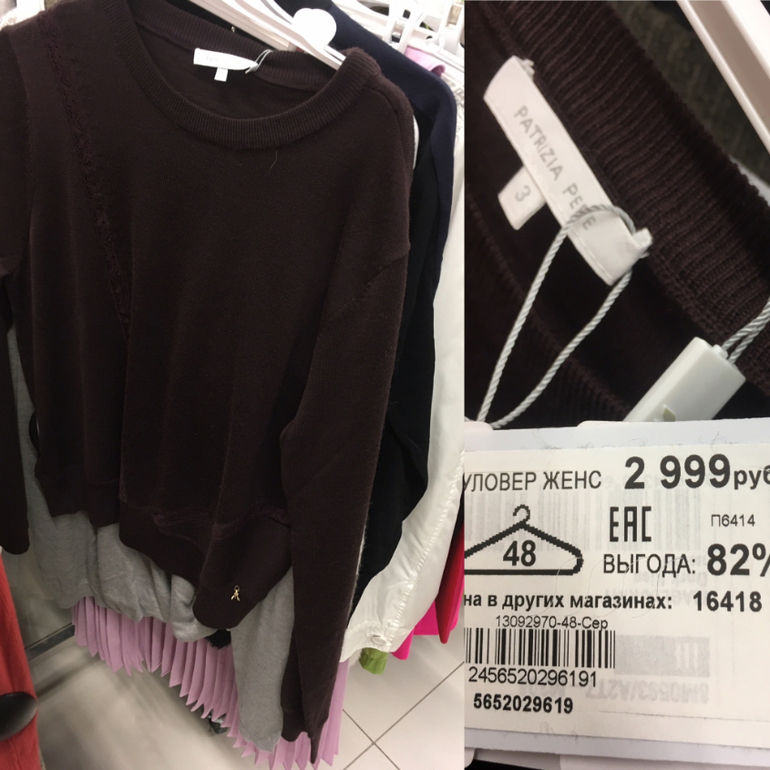 PATRIZIA PEPE
3
УЛОВЕР ЖЕНС 2 999руб
48
EAC
П6414
ВЫГОДА: 82%
на в других магазинах: 16418
13092970-48-Сер
2456520296191
5652029619